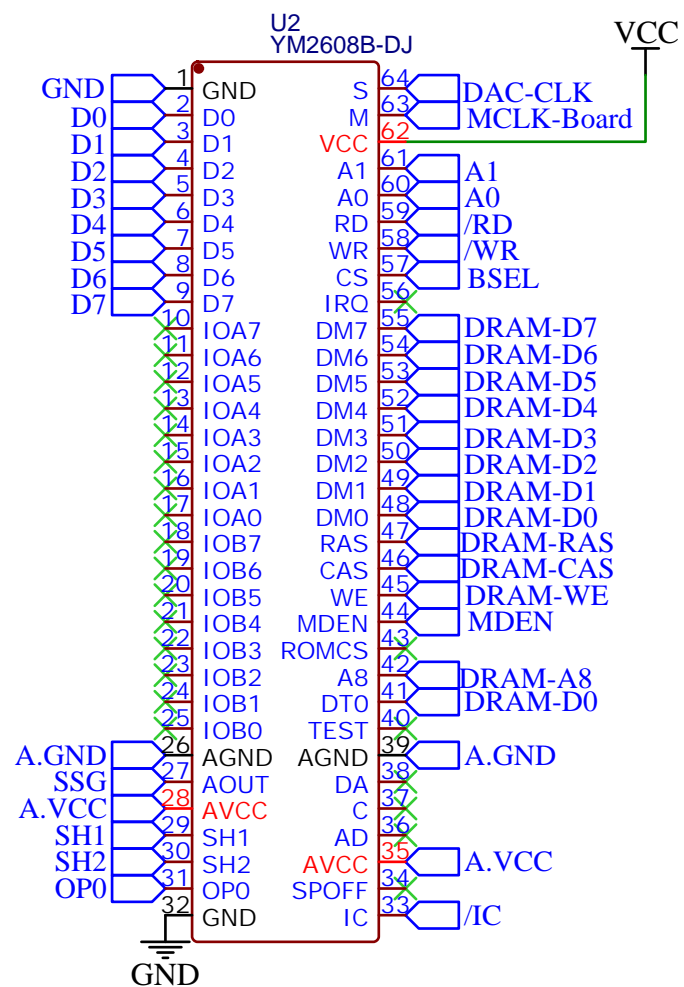 U2
YM2608B-DJ
VCC
GND 1 GND S 64 DAC-CLK
D0 2 D0 M 63 MCLK-Board
D1 3 D1 VCC 62
D2 4 D2 A1 61 A1
D3 5 D3 A0 60 A0
D4 6 D4 RD 59 /RD
D5 7 D5 WR 58 /WR
D6 8 D6 CS 57 BSEL
D7 9 D7 IRQ 56
10 IOA7 DM7 55 DRAM-D7
11 IOA6 DM6 54 DRAM-D6
12 IOA5 DM5 53 DRAM-D5
13 IOA4 DM4 52 DRAM-D4
14 IOA3 DM3 51 DRAM-D3
15 IOA2 DM2 50 DRAM-D2
16 IOA1 DM1 49 DRAM-D1
17 IOA0 DM0 48 DRAM-D0
18 IOB7 RAS 47 DRAM-RAS
19 IOB6 CAS 46 DRAM-CAS
20 IOB5 WE 45 DRAM-WE
21 IOB4 MDEN 44 MDEN
22 IOB3 ROMCS 43
23 IOB2 A8 42 DRAM-A8
24 IOB1 DT0 41 DRAM-D0
25 IOB0 TEST 40
A.GND 26 AGND AGND 39 A.GND
SSG 27 AOUT DA 38
A.VCC 28 AVCC C 37
SH1 29 SH1 AD 36
SH2 30 SH2 AVCC 35 A.VCC
OP0 31 OP0 SPOFF 34
32 GND IC 33 /IC
GND